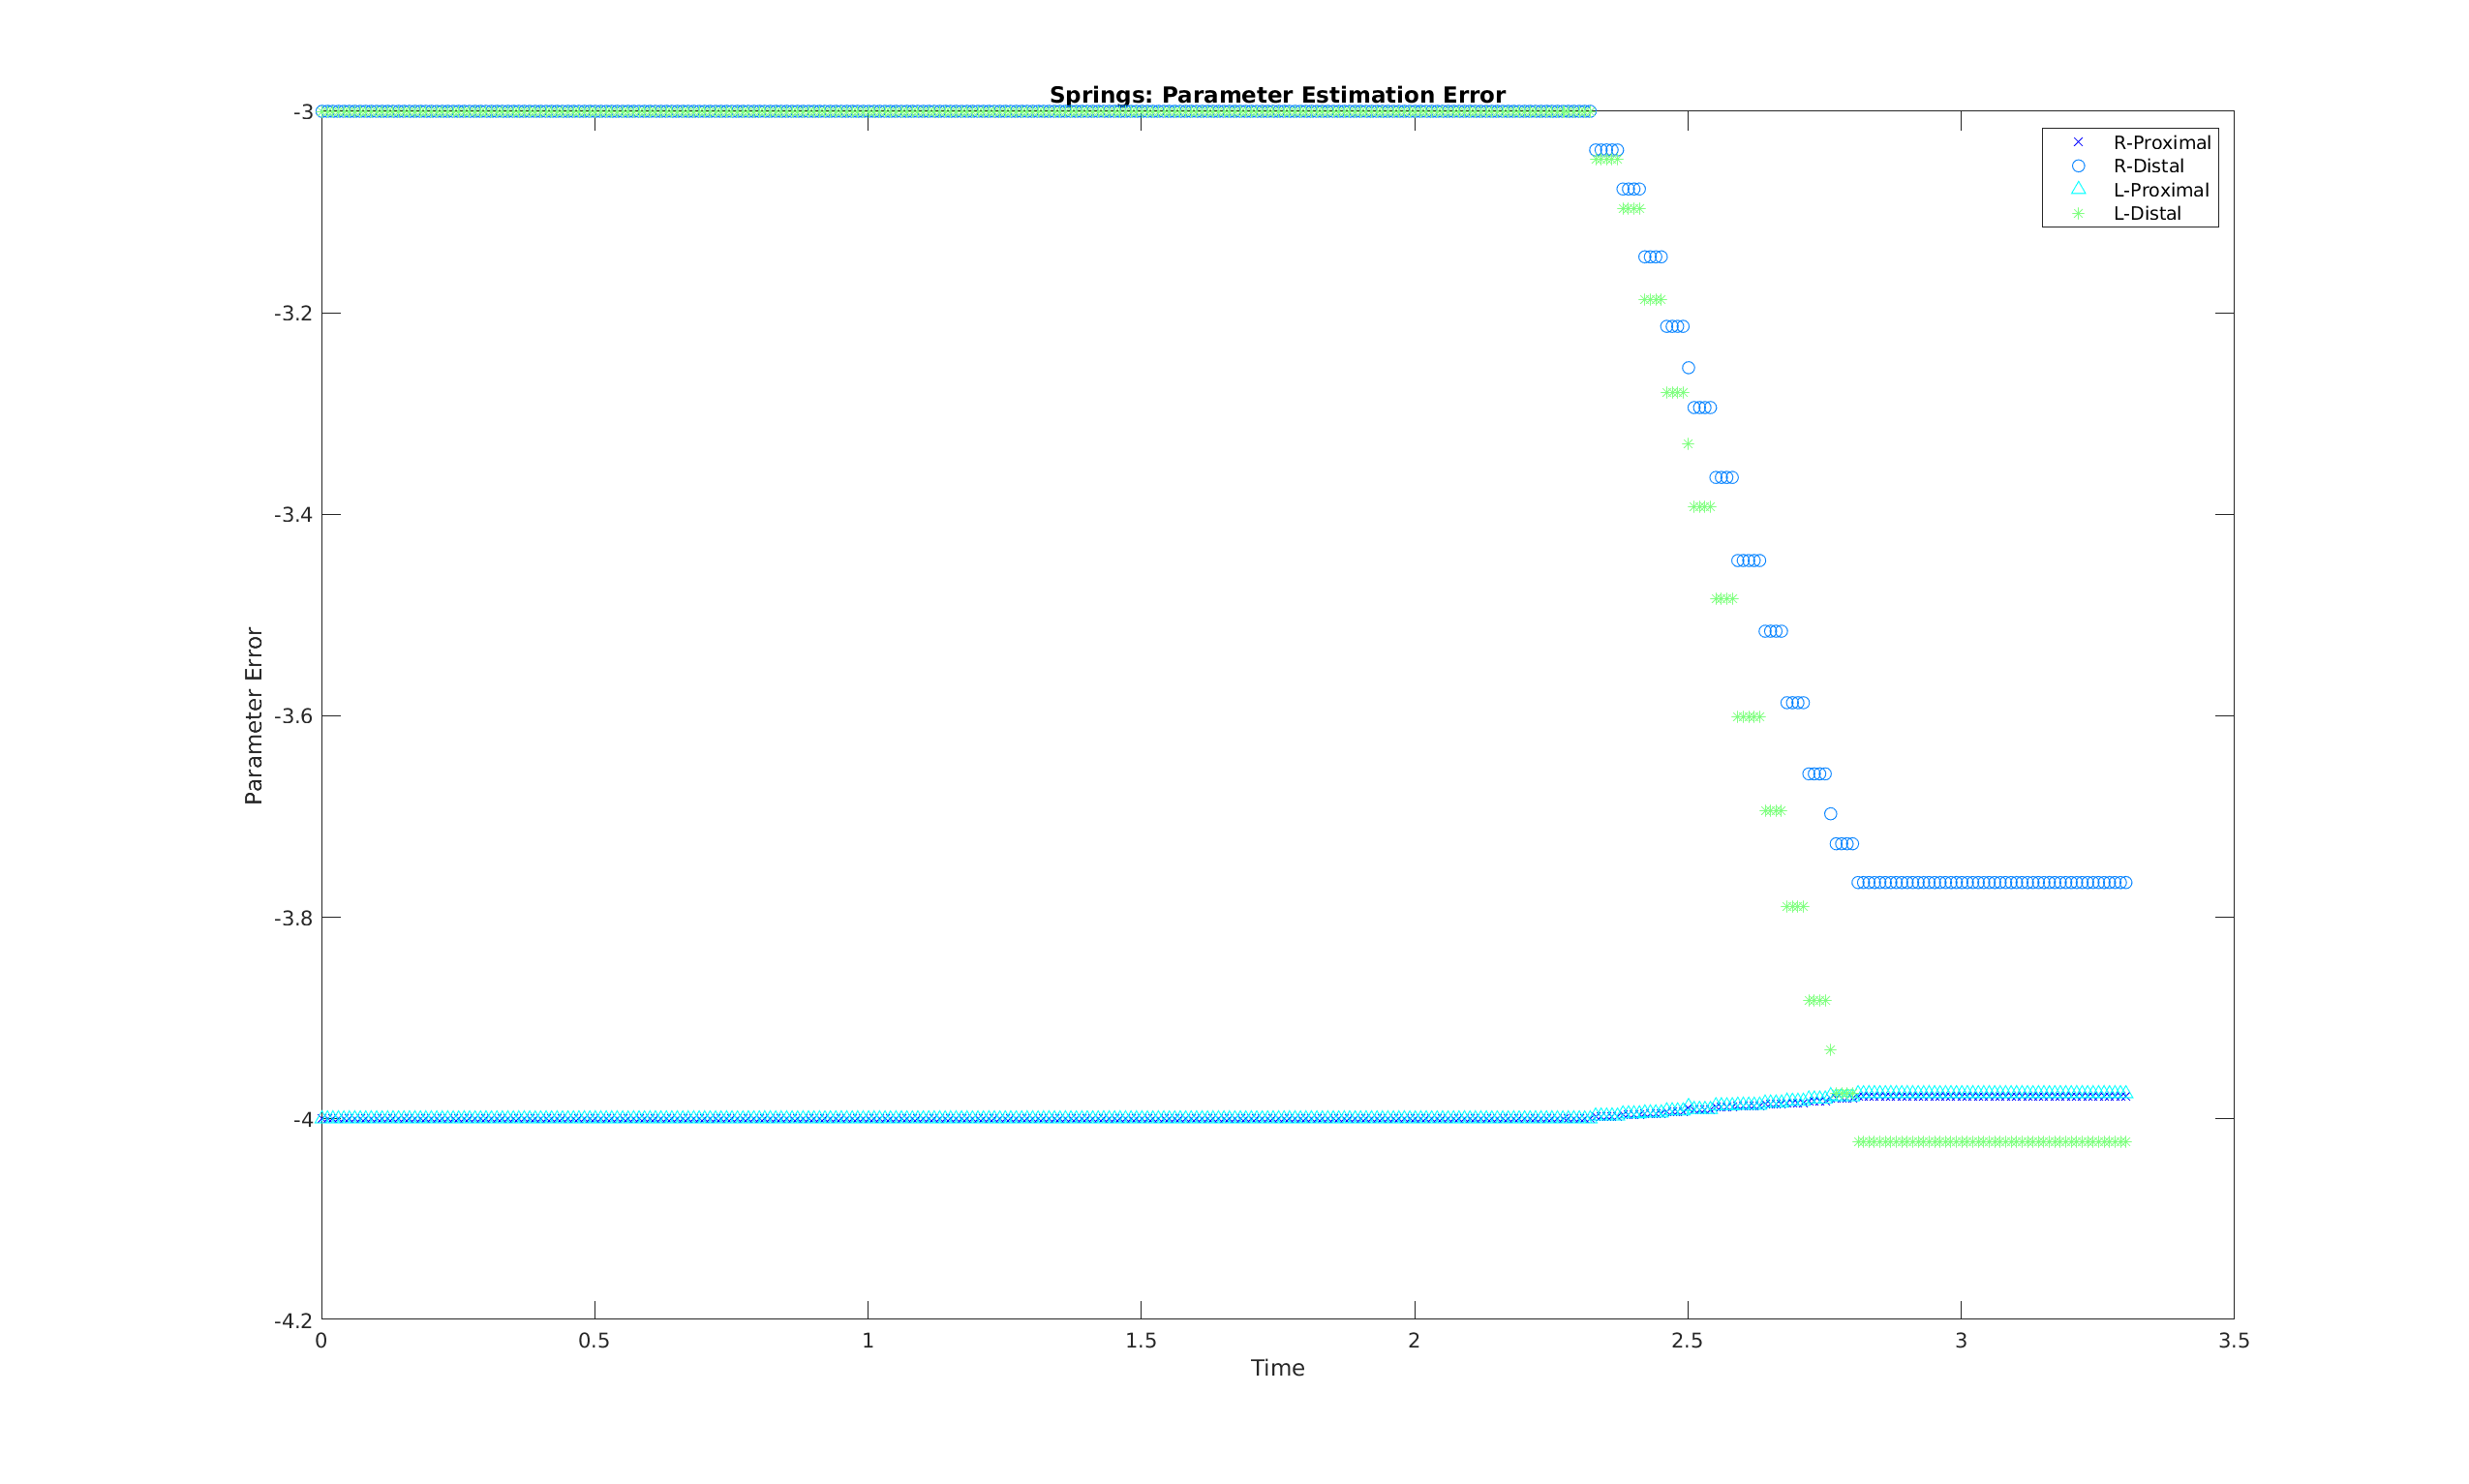 Springs: Parameter Estimation Error
-3
-3.2
-3.4
-3.6
-3.8
-4
-4.2
Parameter Error
0
0.5
1
1.5
2
2.5
3
3.5
Time
R-Proximal
R-Distal
L-Proximal
L-Distal